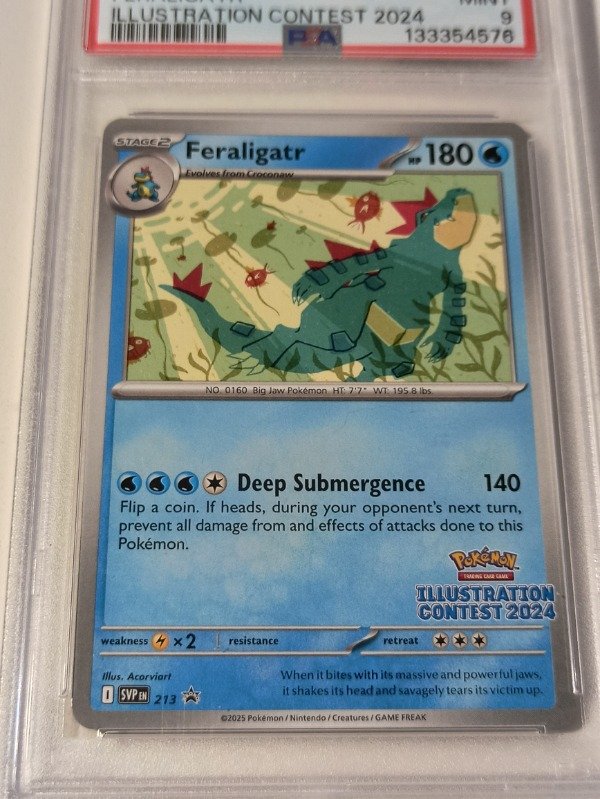 FERALIGATR MINT
ILLUSTRATION CONTEST 2024 9
PSA 133354576
STAGE2 Feraligatr HP 180
Evolves from Croconaw
NO. 0160 Big Jaw Pokémon HT: 7'7" WT: 195.8 lbs.
Deep Submergence 140
Flip a coin. If heads, during your opponent's next turn,
prevent all damage from and effects of attacks done to this
Pokémon.
POKéMON
TRADING CARD GAME
ILLUSTRATION
CONTEST 2024
weakness ×2 resistance retreat
Illus. Acorviart
When it bites with its massive and powerful jaws,
it shakes its head and savagely tears its victim up.
I SVP EN 213
©2025 Pokémon / Nintendo / Creatures / GAME FREAK